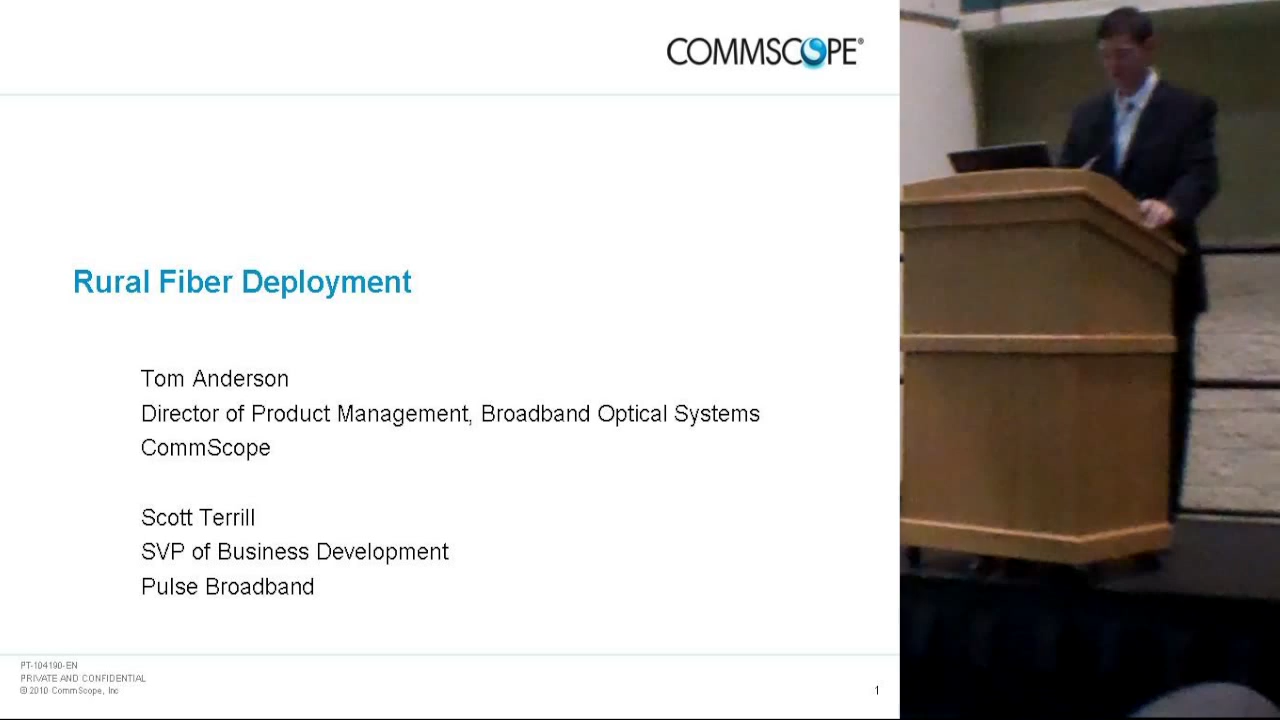 COMMSCOPE®
Rural Fiber Deployment
Tom Anderson
Director of Product Management, Broadband Optical Systems
CommScope
Scott Terrill
SVP of Business Development
Pulse Broadband
PT-104190-EN
PRIVATE AND CONFIDENTIAL
© 2010 CommScope, Inc
1